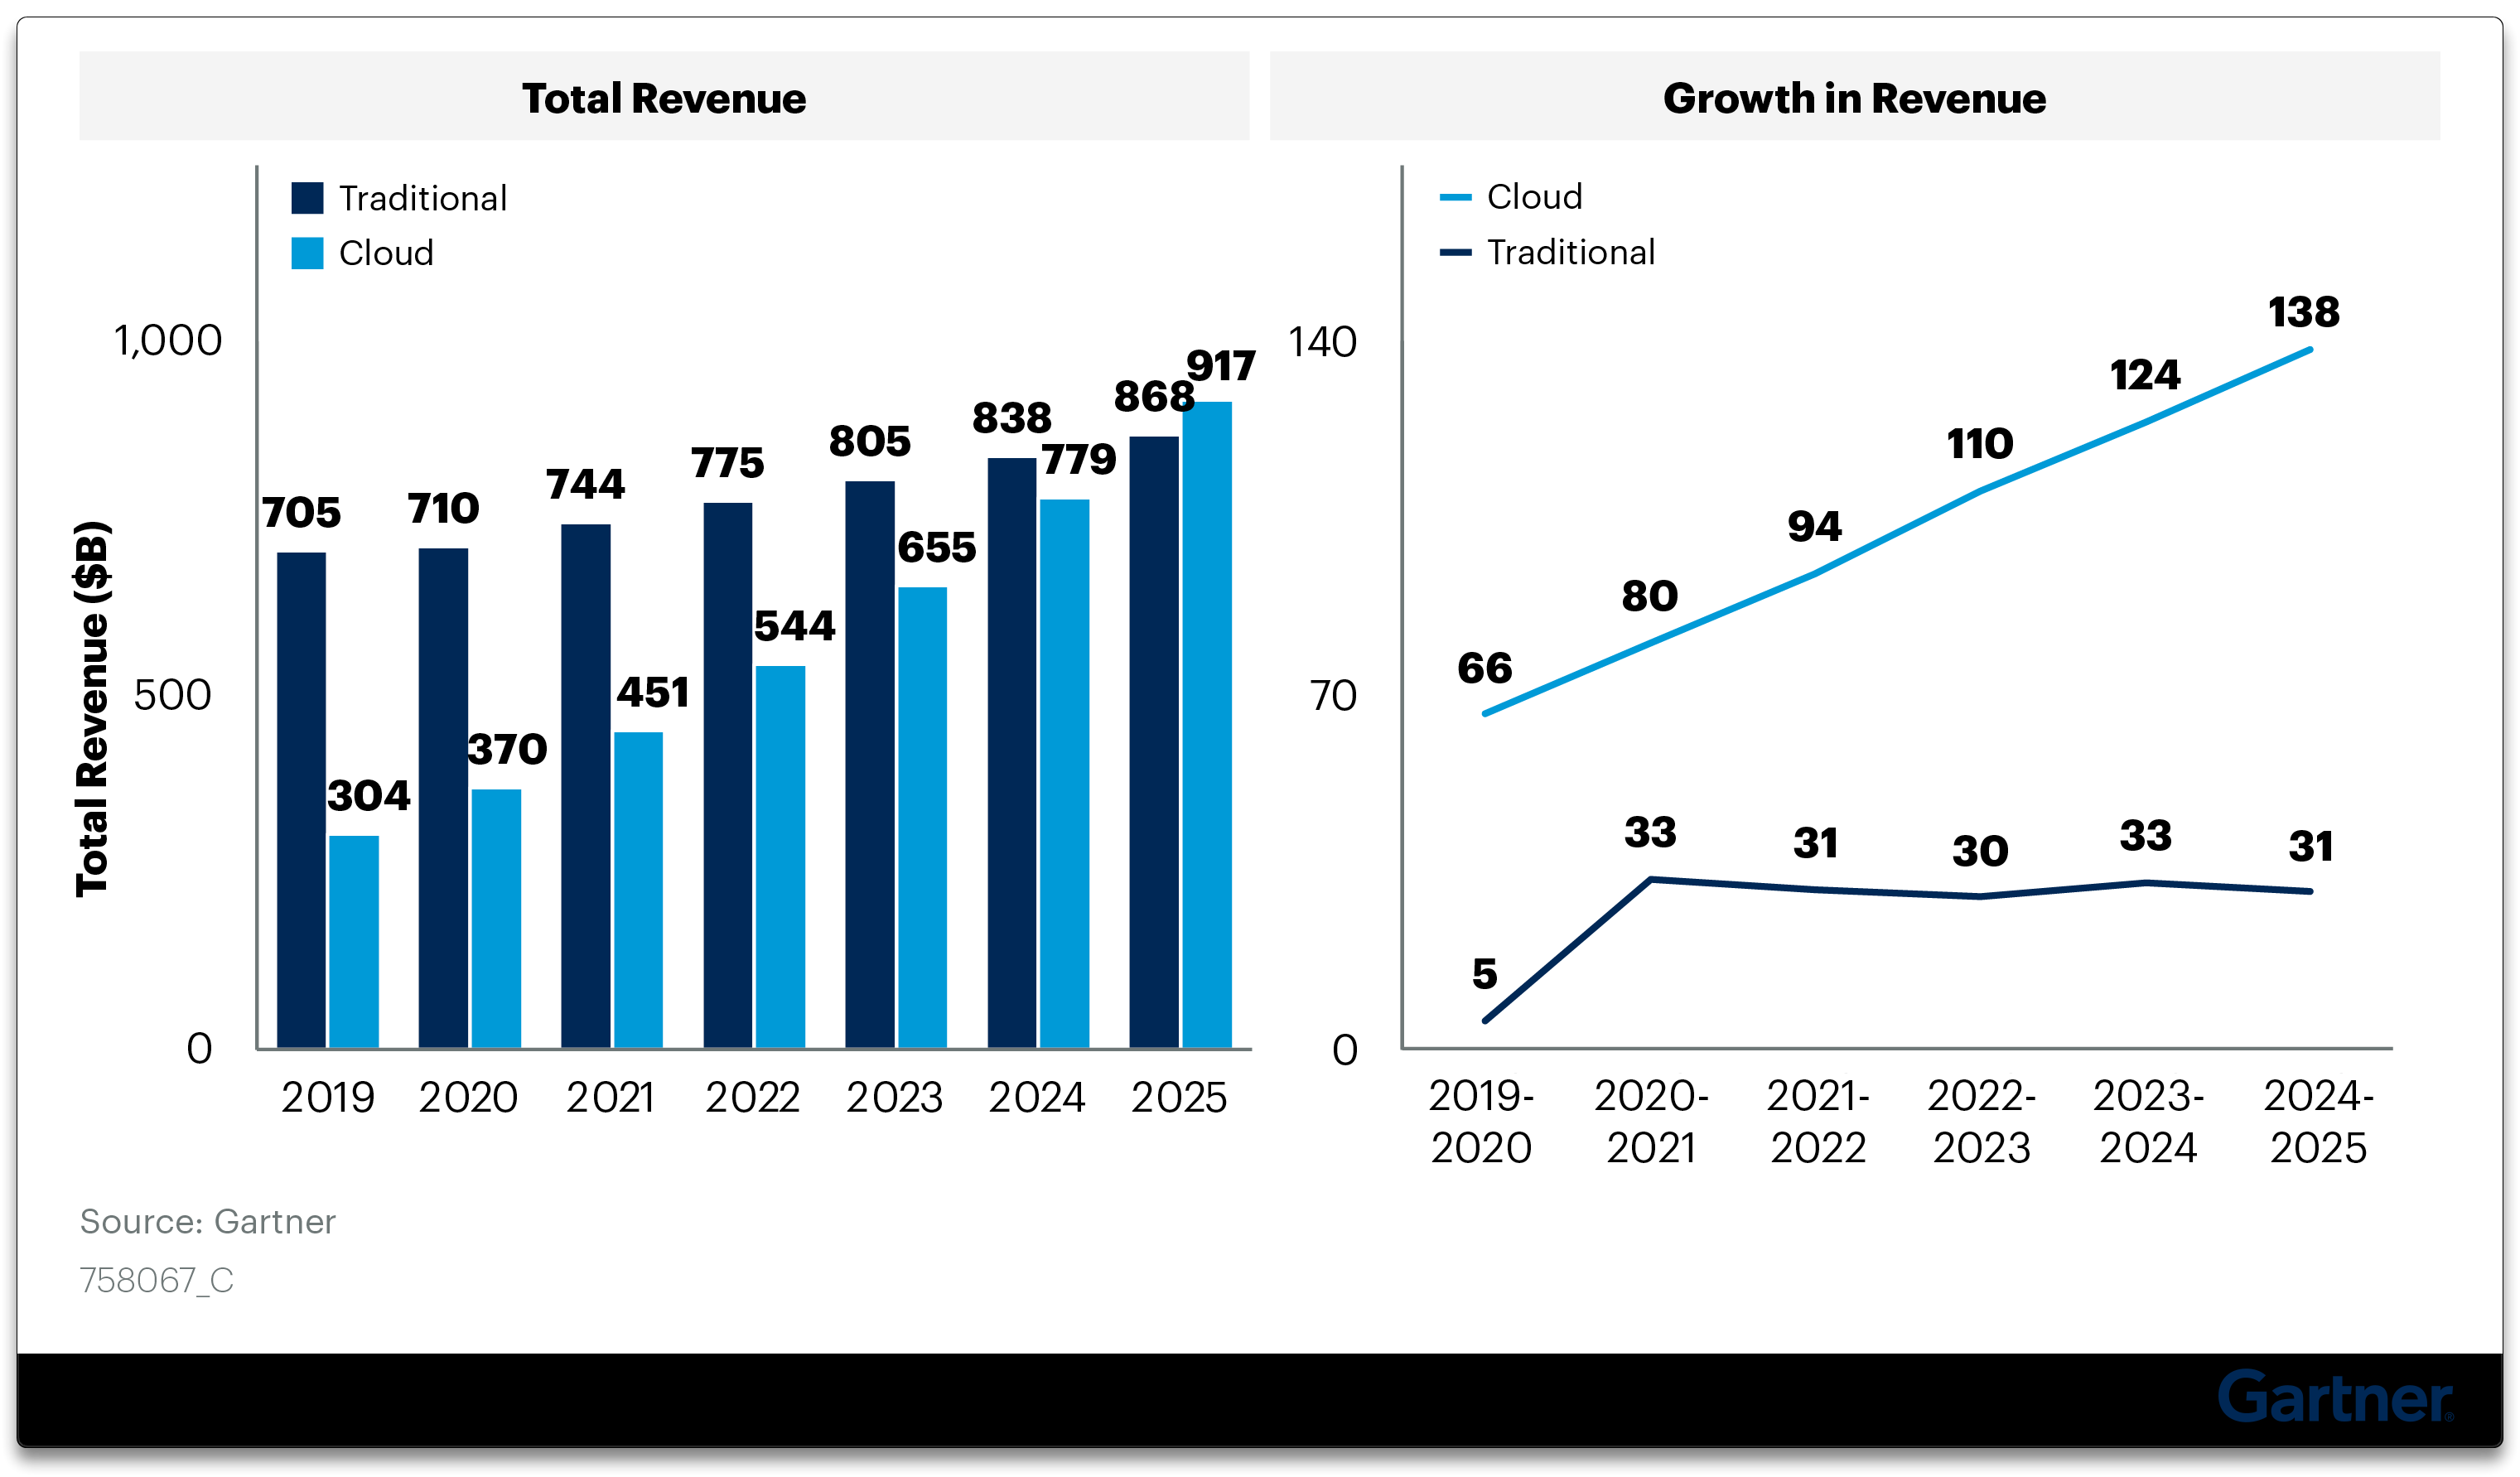 Total Revenue
Traditional
Cloud
Total Revenue ($B)
1,000
500
0
705
304
710
370
744
451
775
544
805
655
838
779
868
917
2019 2020 2021 2022 2023 2024 2025
Growth in Revenue
Cloud
Traditional
140
70
0
66
80
94
110
124
138
5
33
31
30
33
31
2019- 2020- 2021- 2022- 2023- 2024-
2020 2021 2022 2023 2024 2025
Source: Gartner
758067_C
Gartner®